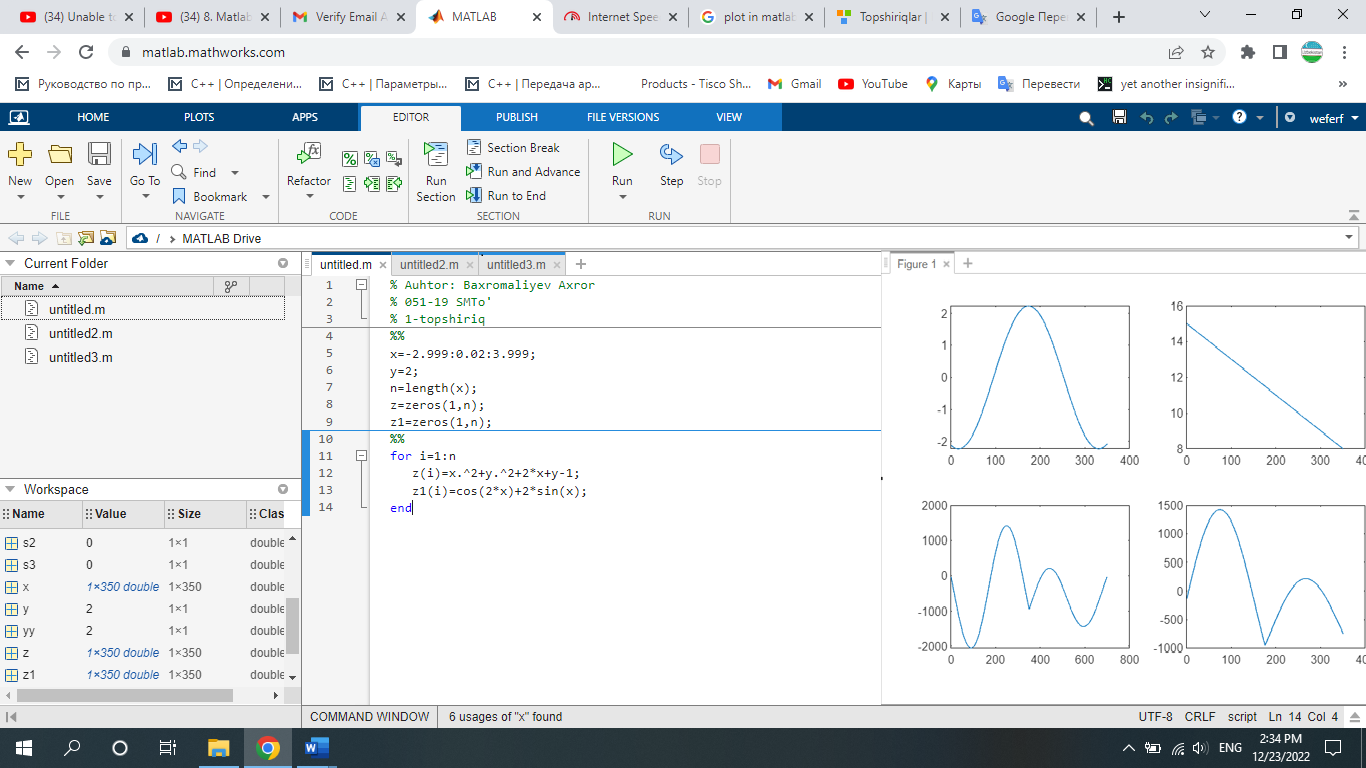 (34) Unable to
(34) 8. Matlab
Verify Email A
MATLAB
Internet Spee
plot in matlab
Topshiriqlar |
Google Пере
matlab.mathworks.com
Руководство по пр...
C++ | Определени...
C++ | Параметры...
C++ | Передача ар...
Products - Tisco Sh...
Gmail
YouTube
Карты
Перевести
yet another insignifi...
»
HOME
PLOTS
APPS
EDITOR
PUBLISH
FILE VERSIONS
VIEW
weferf
New
Open
Save
FILE
Go To
Find
Bookmark
NAVIGATE
Refactor
CODE
Run Section
Section Break
Run and Advance
Run to End
SECTION
Run
Step
Stop
RUN
/ > MATLAB Drive
Current Folder
Name
untitled.m
untitled2.m
untitled3.m
Workspace
Name Value Size Clas
s2 0 1×1 double
s3 0 1×1 double
x 1×350 double 1×350 double
y 2 1×1 double
yy 2 1×1 double
z 1×350 double 1×350 double
z1 1×350 double 1×350 double
untitled.m × untitled2.m × untitled3.m × +
1 % Auhtor: Baxromaliyev Axror
2 % 051-19 SMTo'
3 % 1-topshiriq
4 %%
5 x=-2.999:0.02:3.999;
6 y=2;
7 n=length(x);
8 z=zeros(1,n);
9 z1=zeros(1,n);
10 %%
11 for i=1:n
12 z(i)=x.^2+y.^2+2*x+y-1;
13 z1(i)=cos(2*x)+2*sin(x);
14 end
Figure 1 × +
2
1
0
-1
-2
0 100 200 300 400
16
14
12
10
8
0 100 200 300 40
2000
1000
0
-1000
-2000
0 200 400 600 800
1500
1000
500
0
-500
-1000
0 100 200 300 40
COMMAND WINDOW
6 usages of "x" found
UTF-8 CRLF script Ln 14 Col 4
ENG
2:34 PM
12/23/2022